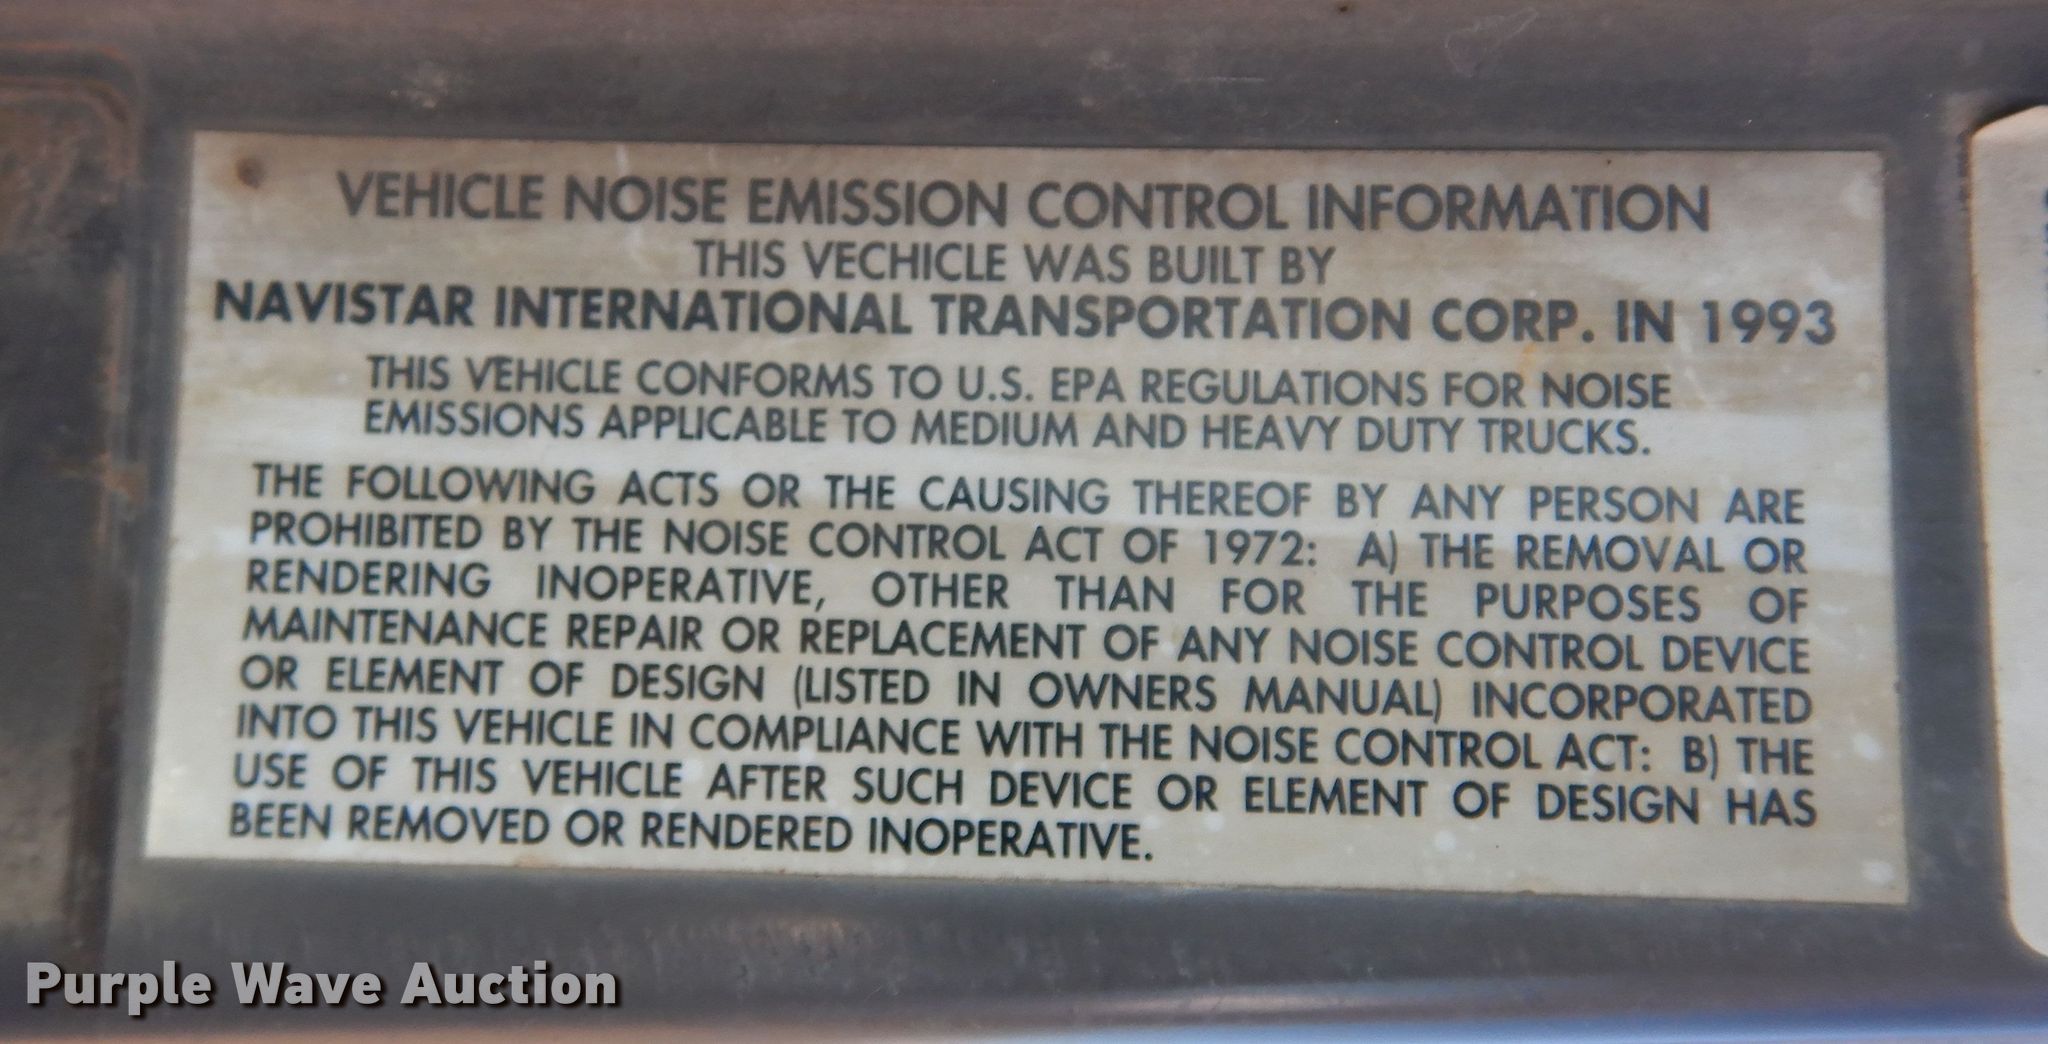 VEHICLE NOISE EMISSION CONTROL INFORMATION
THIS VECHICLE WAS BUILT BY
NAVISTAR INTERNATIONAL TRANSPORTATION CORP. IN 1993
THIS VEHICLE CONFORMS TO U.S. EPA REGULATIONS FOR NOISE
EMISSIONS APPLICABLE TO MEDIUM AND HEAVY DUTY TRUCKS.
THE FOLLOWING ACTS OR THE CAUSING THEREOF BY ANY PERSON ARE
PROHIBITED BY THE NOISE CONTROL ACT OF 1972: A) THE REMOVAL OR
RENDERING INOPERATIVE, OTHER THAN FOR THE PURPOSES OF
MAINTENANCE REPAIR OR REPLACEMENT OF ANY NOISE CONTROL DEVICE
OR ELEMENT OF DESIGN (LISTED IN OWNERS MANUAL) INCORPORATED
INTO THIS VEHICLE IN COMPLIANCE WITH THE NOISE CONTROL ACT: B) THE
USE OF THIS VEHICLE AFTER SUCH DEVICE OR ELEMENT OF DESIGN HAS
BEEN REMOVED OR RENDERED INOPERATIVE.
Purple Wave Auction